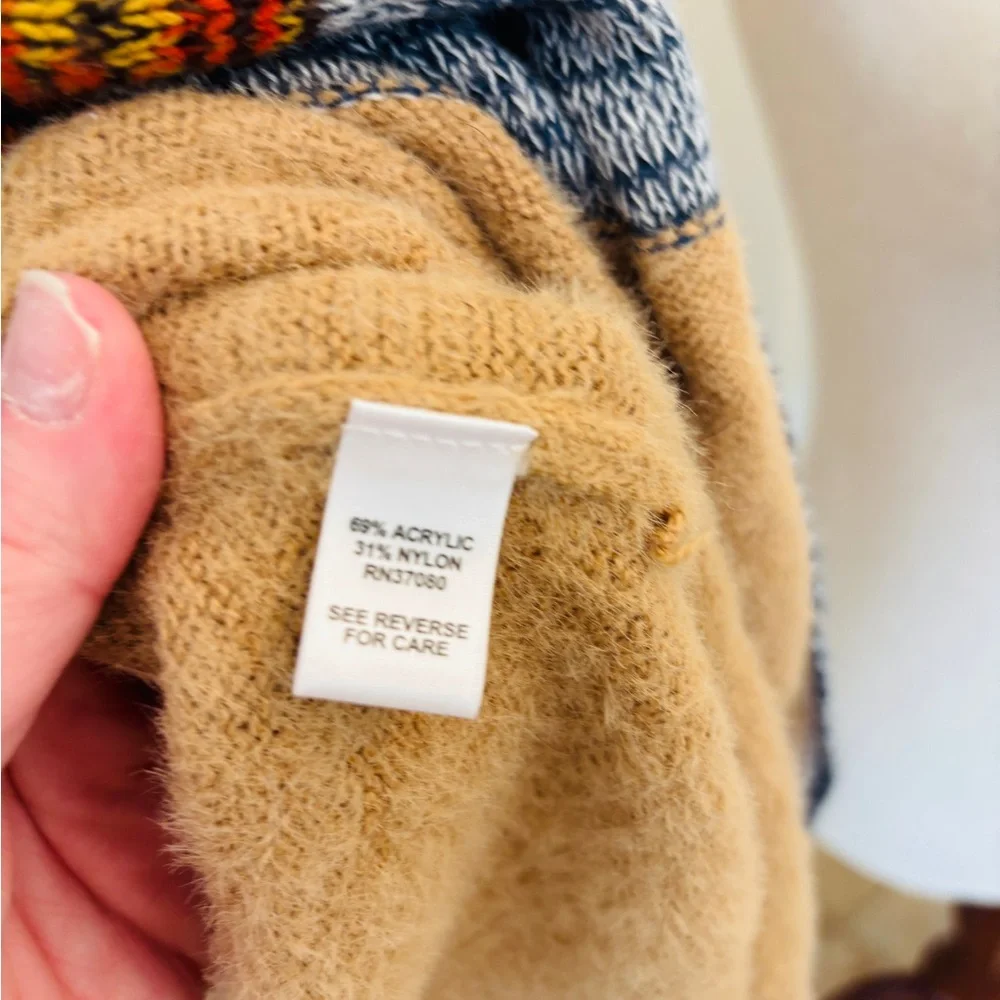 69% ACRYLIC
31% NYLON
RN37080
SEE REVERSE
FOR CARE